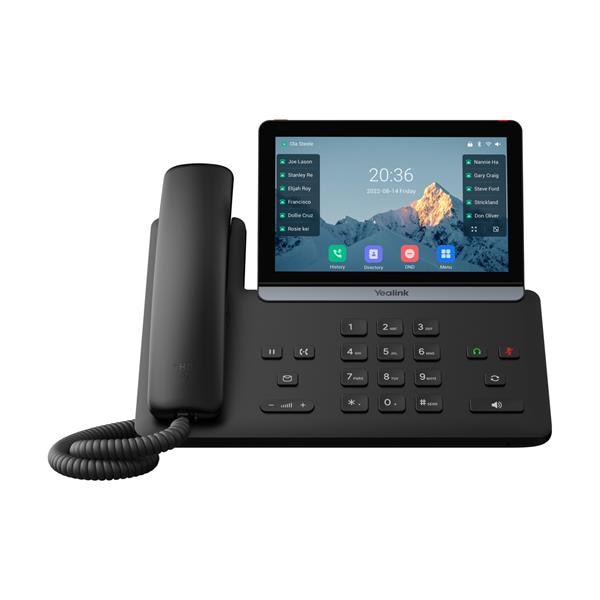 Ola Steele
Joe Lason
Stanley Re
Elijah Roy
Francisco
Dollie Cruz
Rosie kei
20:36
2022-08-14 Friday
Nannie Ha
Gary Craig
Steve Ford
Strickland
Don Oliver
History
Directory
DND
Menu
Yealink
1
2 ABC
3 DEF
4 GHI
5 JKL
6 MNO
7 PQRS
8 TUV
9 WXYZ
* .
0 +
# SEND